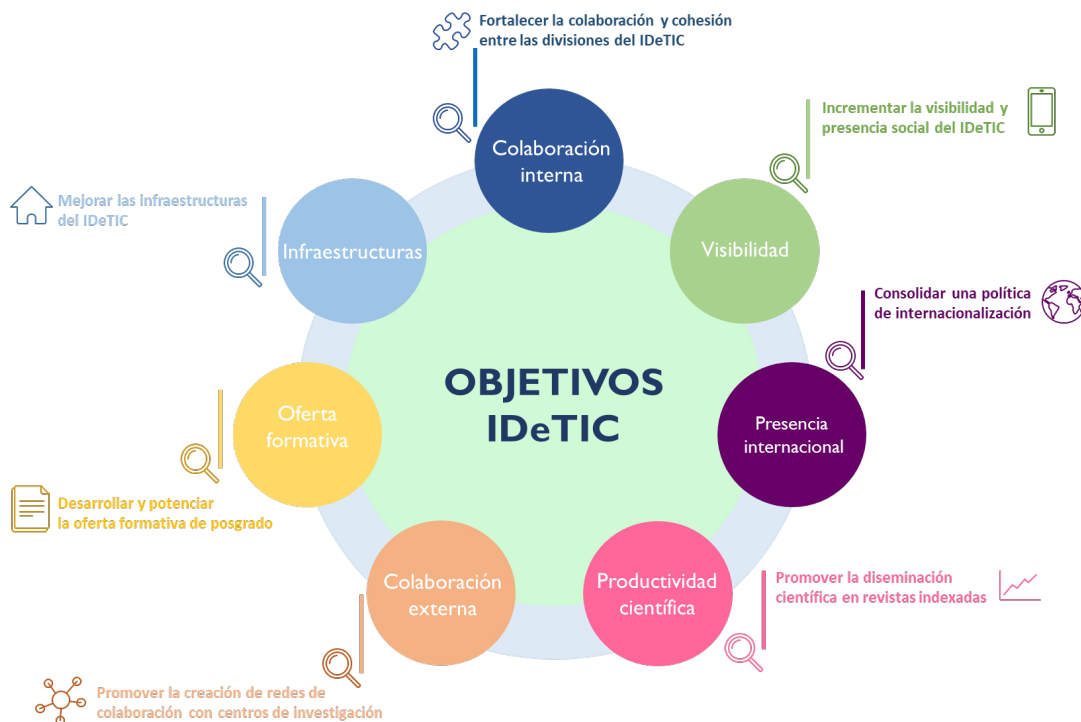 Fortalecer la colaboración y cohesión
entre las divisiones del IDeTIC
Colaboración
interna
Incrementar la visibilidad y
presencia social del IDeTIC
Visibilidad
Consolidar una política
de internacionalización
Presencia
internacional
Promover la diseminación
científica en revistas indexadas
Productividad
científica
Promover la creación de redes de
colaboración con centros de investigación
Colaboración
externa
Desarrollar y potenciar
la oferta formativa de posgrado
Oferta
formativa
Mejorar las infraestructuras
del IDeTIC
Infraestructuras
OBJETIVOS
IDeTIC